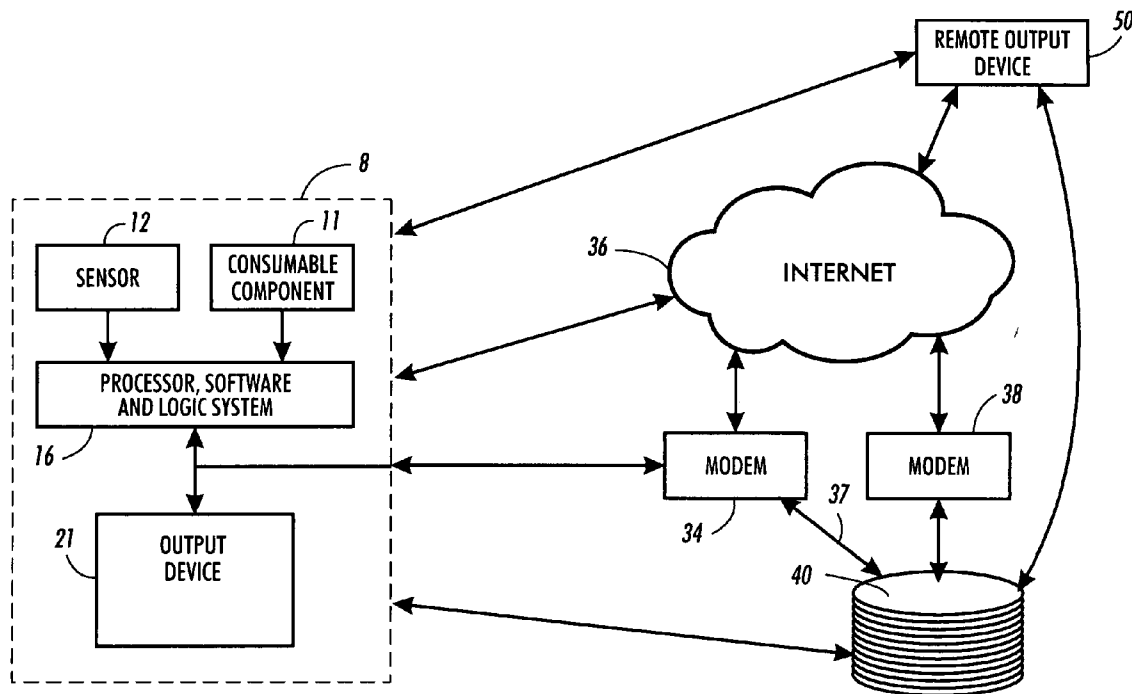 50
REMOTE OUTPUT
DEVICE
8
12
11
SENSOR
CONSUMABLE
COMPONENT
36
INTERNET
PROCESSOR, SOFTWARE
AND LOGIC SYSTEM
16
38
MODEM
MODEM
34
37
21
OUTPUT
DEVICE
40